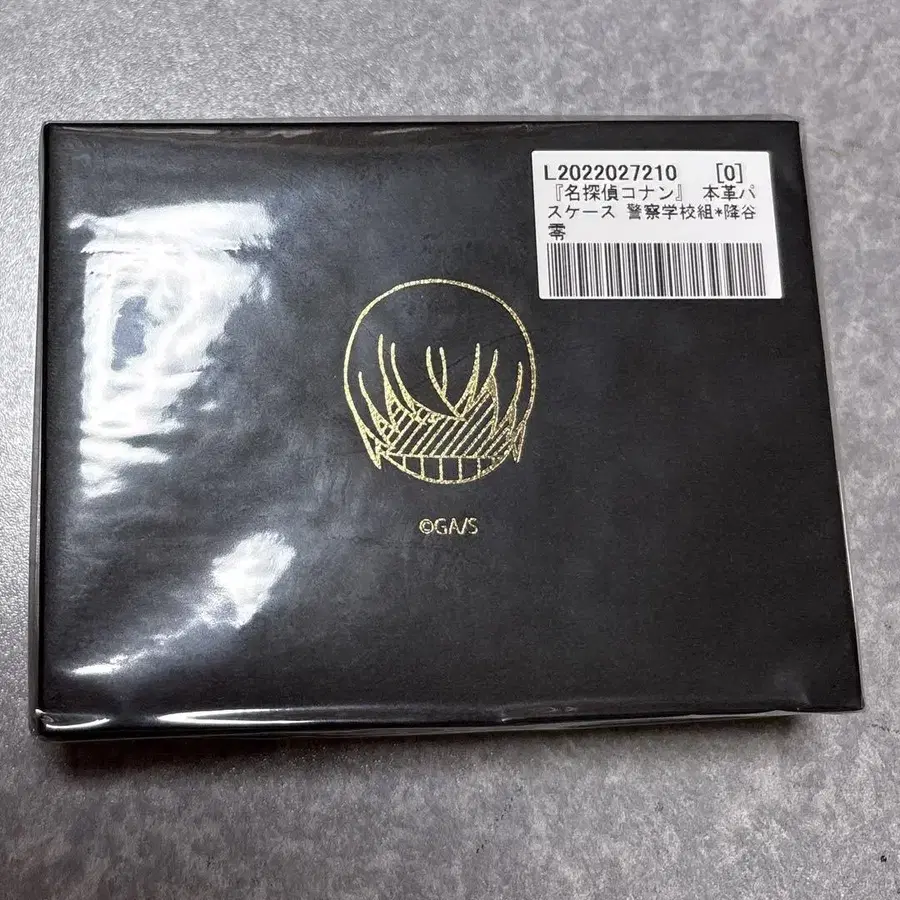 L2022027210 [0]
『名探偵コナン』 本革パ
スケース 警察学校組*降谷
零
©GA/S